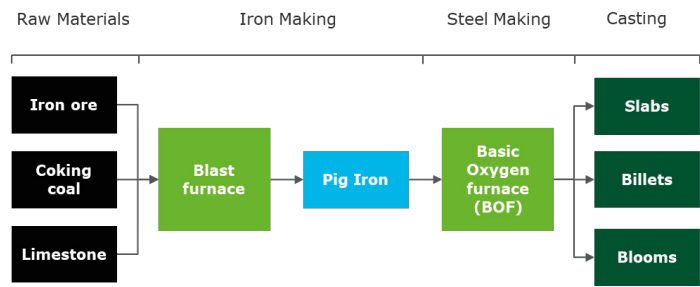 Raw Materials
Iron Making
Steel Making
Casting
Iron ore
Coking
coal
Limestone
Blast
furnace
Pig Iron
Basic
Oxygen
furnace
(BOF)
Slabs
Billets
Blooms